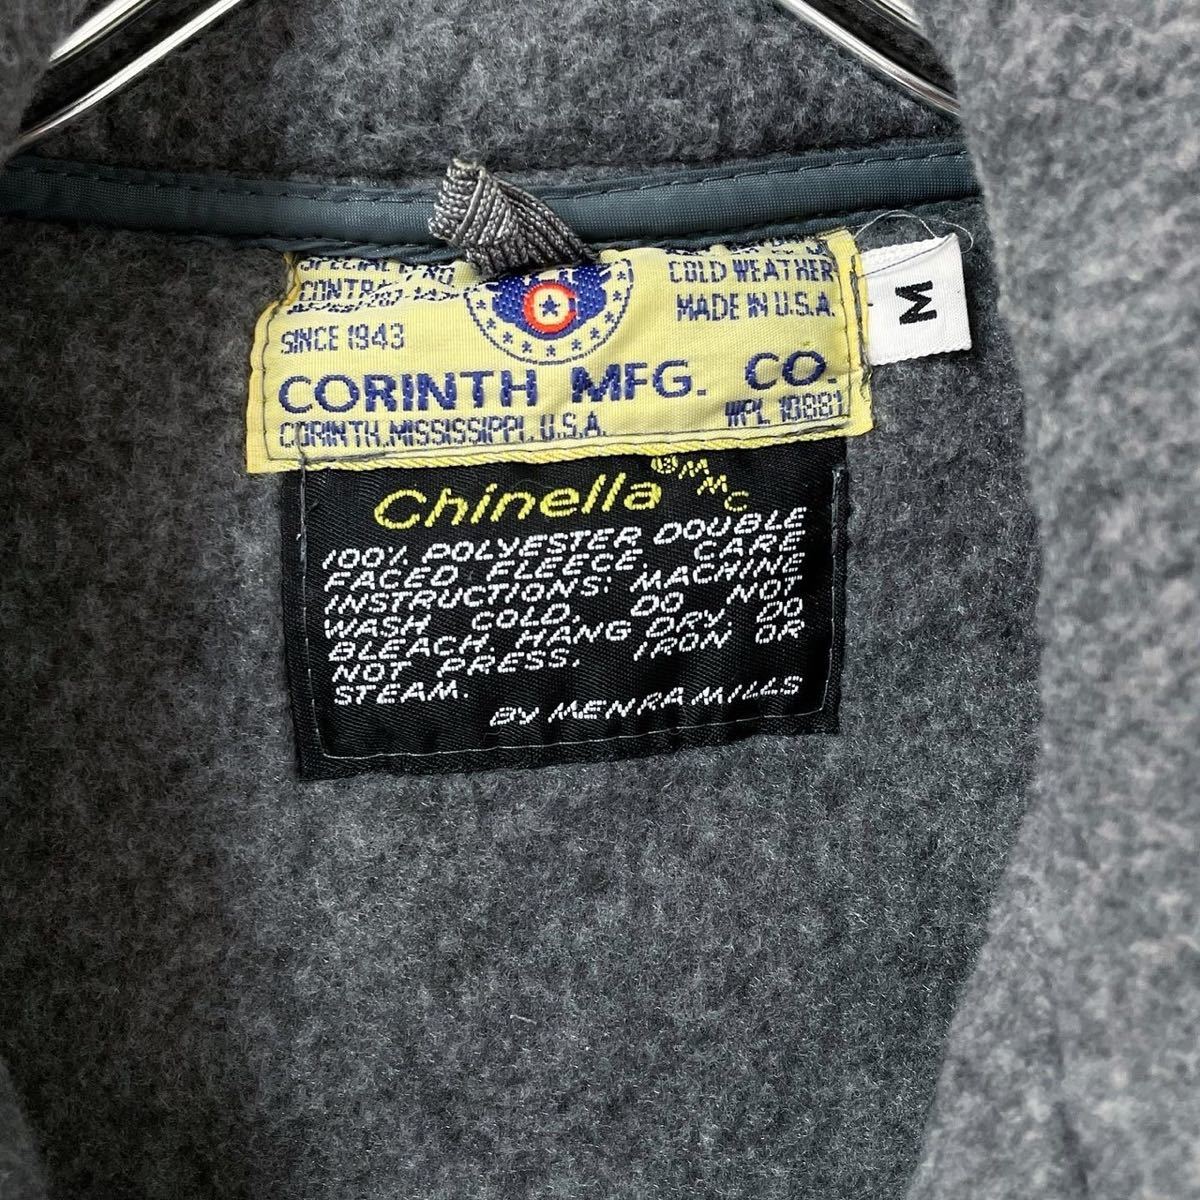 COLD WEATHER
MADE IN U.S.A.
SINCE 1943
CORINTH MFG. CO.
CORINTH, MISSISSIPPI, U.S.A. WPL 10881
M
Chinella ® MMC
100% POLYESTER DOUBLE
FACED FLEECE. CARE
INSTRUCTIONS: MACHINE
WASH COLD. DO NOT
BLEACH. HANG DRY DO
NOT PRESS. IRON OR
STEAM.
BY MENRA MILLS